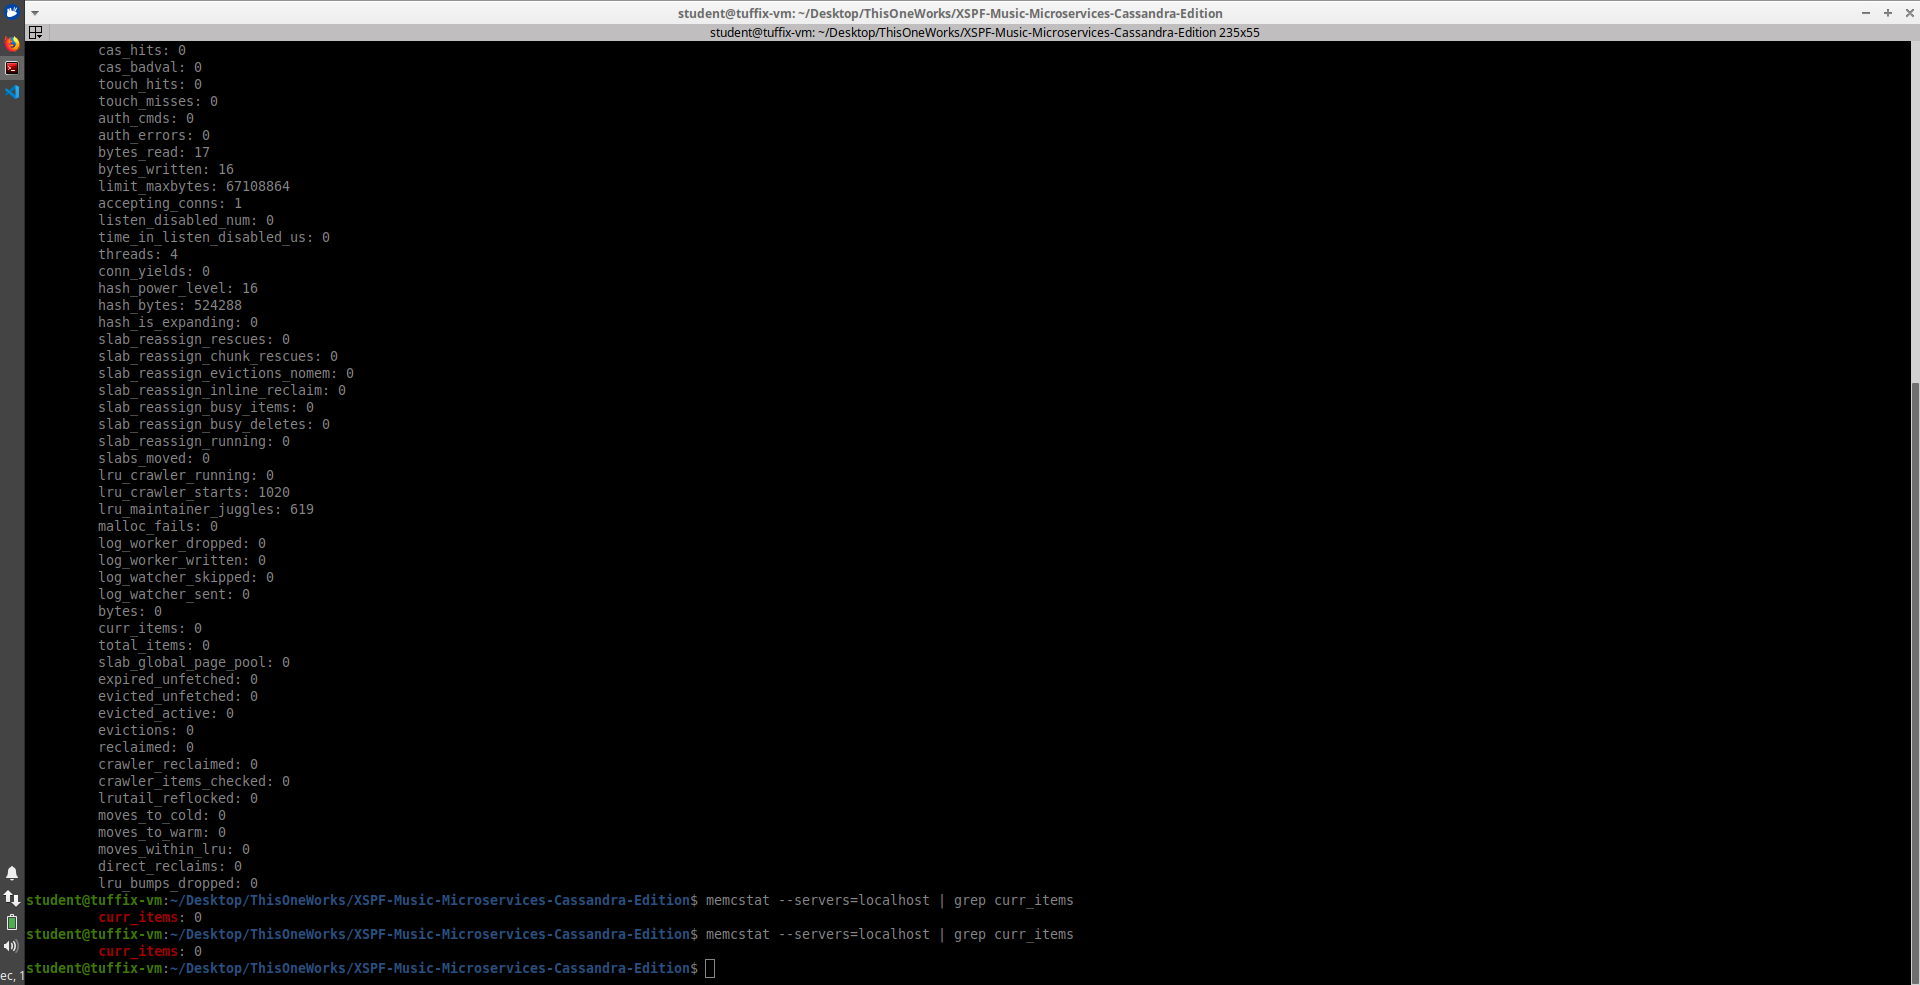 student@tuffix-vm: ~/Desktop/ThisOneWorks/XSPF-Music-Microservices-Cassandra-Edition
student@tuffix-vm: ~/Desktop/ThisOneWorks/XSPF-Music-Microservices-Cassandra-Edition 235x55
cas_hits: 0
cas_badval: 0
touch_hits: 0
touch_misses: 0
auth_cmds: 0
auth_errors: 0
bytes_read: 17
bytes_written: 16
limit_maxbytes: 67108864
accepting_conns: 1
listen_disabled_num: 0
time_in_listen_disabled_us: 0
threads: 4
conn_yields: 0
hash_power_level: 16
hash_bytes: 524288
hash_is_expanding: 0
slab_reassign_rescues: 0
slab_reassign_chunk_rescues: 0
slab_reassign_evictions_nomem: 0
slab_reassign_inline_reclaim: 0
slab_reassign_busy_items: 0
slab_reassign_busy_deletes: 0
slab_reassign_running: 0
slabs_moved: 0
lru_crawler_running: 0
lru_crawler_starts: 1020
lru_maintainer_juggles: 619
malloc_fails: 0
log_worker_dropped: 0
log_worker_written: 0
log_watcher_skipped: 0
log_watcher_sent: 0
bytes: 0
curr_items: 0
total_items: 0
slab_global_page_pool: 0
expired_unfetched: 0
evicted_unfetched: 0
evicted_active: 0
evictions: 0
reclaimed: 0
crawler_reclaimed: 0
crawler_items_checked: 0
lrutail_reflocked: 0
moves_to_cold: 0
moves_to_warm: 0
moves_within_lru: 0
direct_reclaims: 0
lru_bumps_dropped: 0
student@tuffix-vm:~/Desktop/ThisOneWorks/XSPF-Music-Microservices-Cassandra-Edition$ memcstat --servers=localhost | grep curr_items
curr_items: 0
student@tuffix-vm:~/Desktop/ThisOneWorks/XSPF-Music-Microservices-Cassandra-Edition$ memcstat --servers=localhost | grep curr_items
curr_items: 0
student@tuffix-vm:~/Desktop/ThisOneWorks/XSPF-Music-Microservices-Cassandra-Edition$
ec, 1